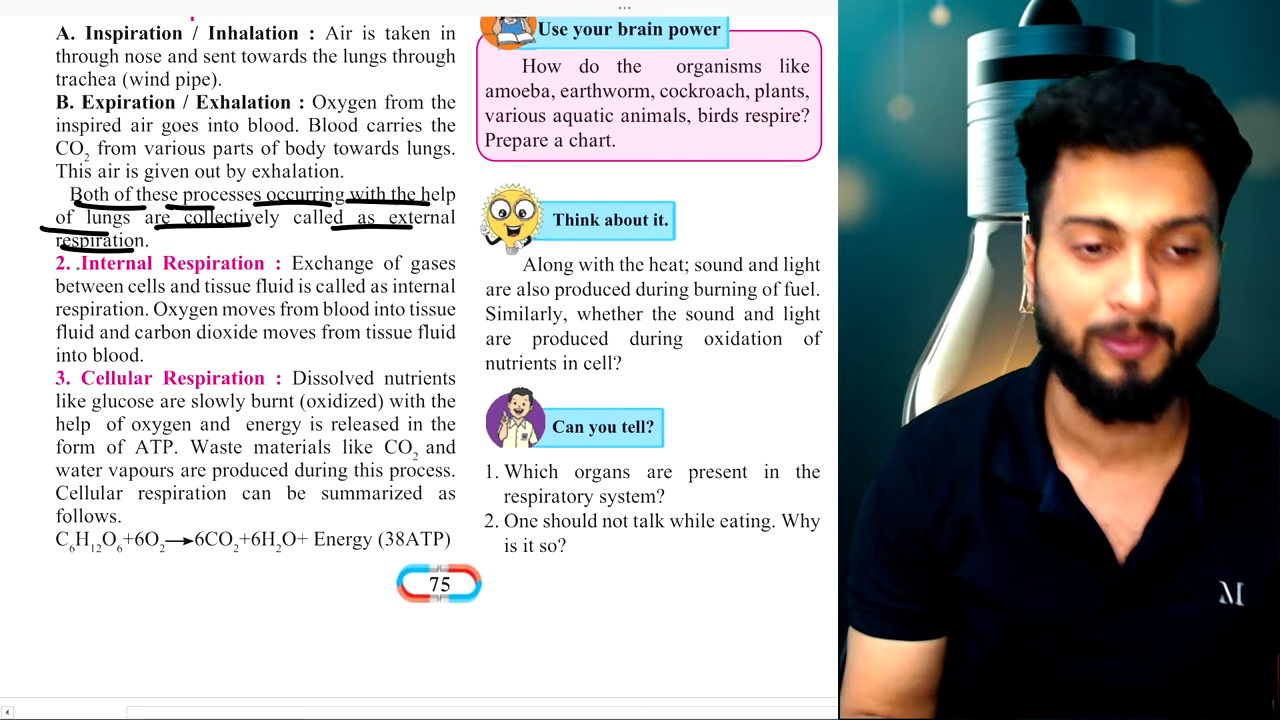 A. Inspiration / Inhalation : Air is taken in
through nose and sent towards the lungs through
trachea (wind pipe).
B. Expiration / Exhalation : Oxygen from the
inspired air goes into blood. Blood carries the
CO₂ from various parts of body towards lungs.
This air is given out by exhalation.
Both of these processes occurring with the help
of lungs are collectively called as external
respiration.
2. Internal Respiration : Exchange of gases
between cells and tissue fluid is called as internal
respiration. Oxygen moves from blood into tissue
fluid and carbon dioxide moves from tissue fluid
into blood.
3. Cellular Respiration : Dissolved nutrients
like glucose are slowly burnt (oxidized) with the
help of oxygen and energy is released in the
form of ATP. Waste materials like CO₂ and
water vapours are produced during this process.
Cellular respiration can be summarized as
follows.
C₆H₁₂O₆+6O₂→6CO₂+6H₂O+ Energy (38ATP)
75
Use your brain power
How do the organisms like
amoeba, earthworm, cockroach, plants,
various aquatic animals, birds respire?
Prepare a chart.
Think about it.
Along with the heat; sound and light
are also produced during burning of fuel.
Similarly, whether the sound and light
are produced during oxidation of
nutrients in cell?
Can you tell?
1. Which organs are present in the
respiratory system?
2. One should not talk while eating. Why
is it so?
M